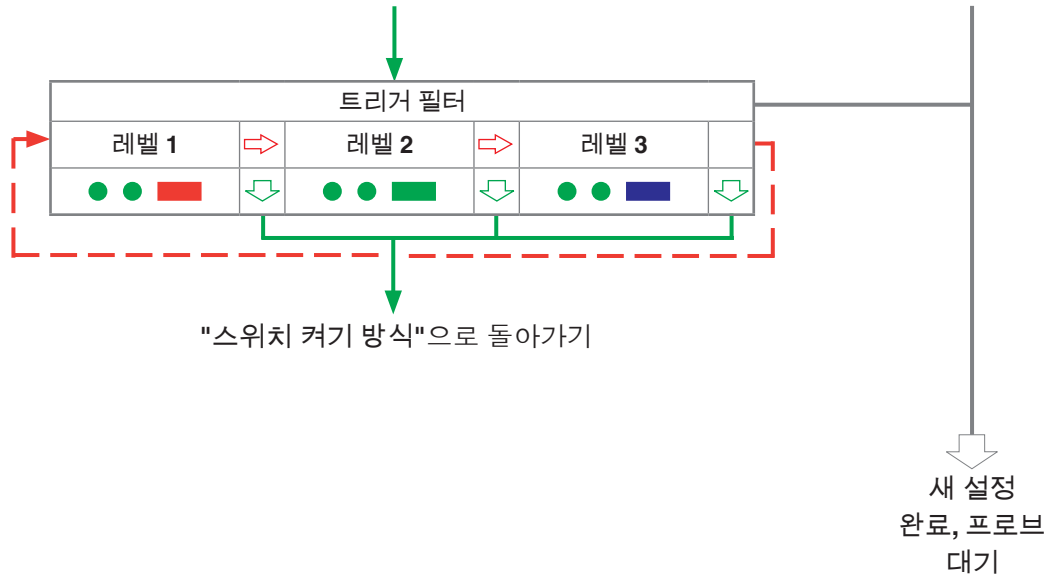 트리거 필터
레벨 1
레벨 2
레벨 3
"스위치 켜기 방식"으로 돌아가기
새 설정
완료, 프로브
대기